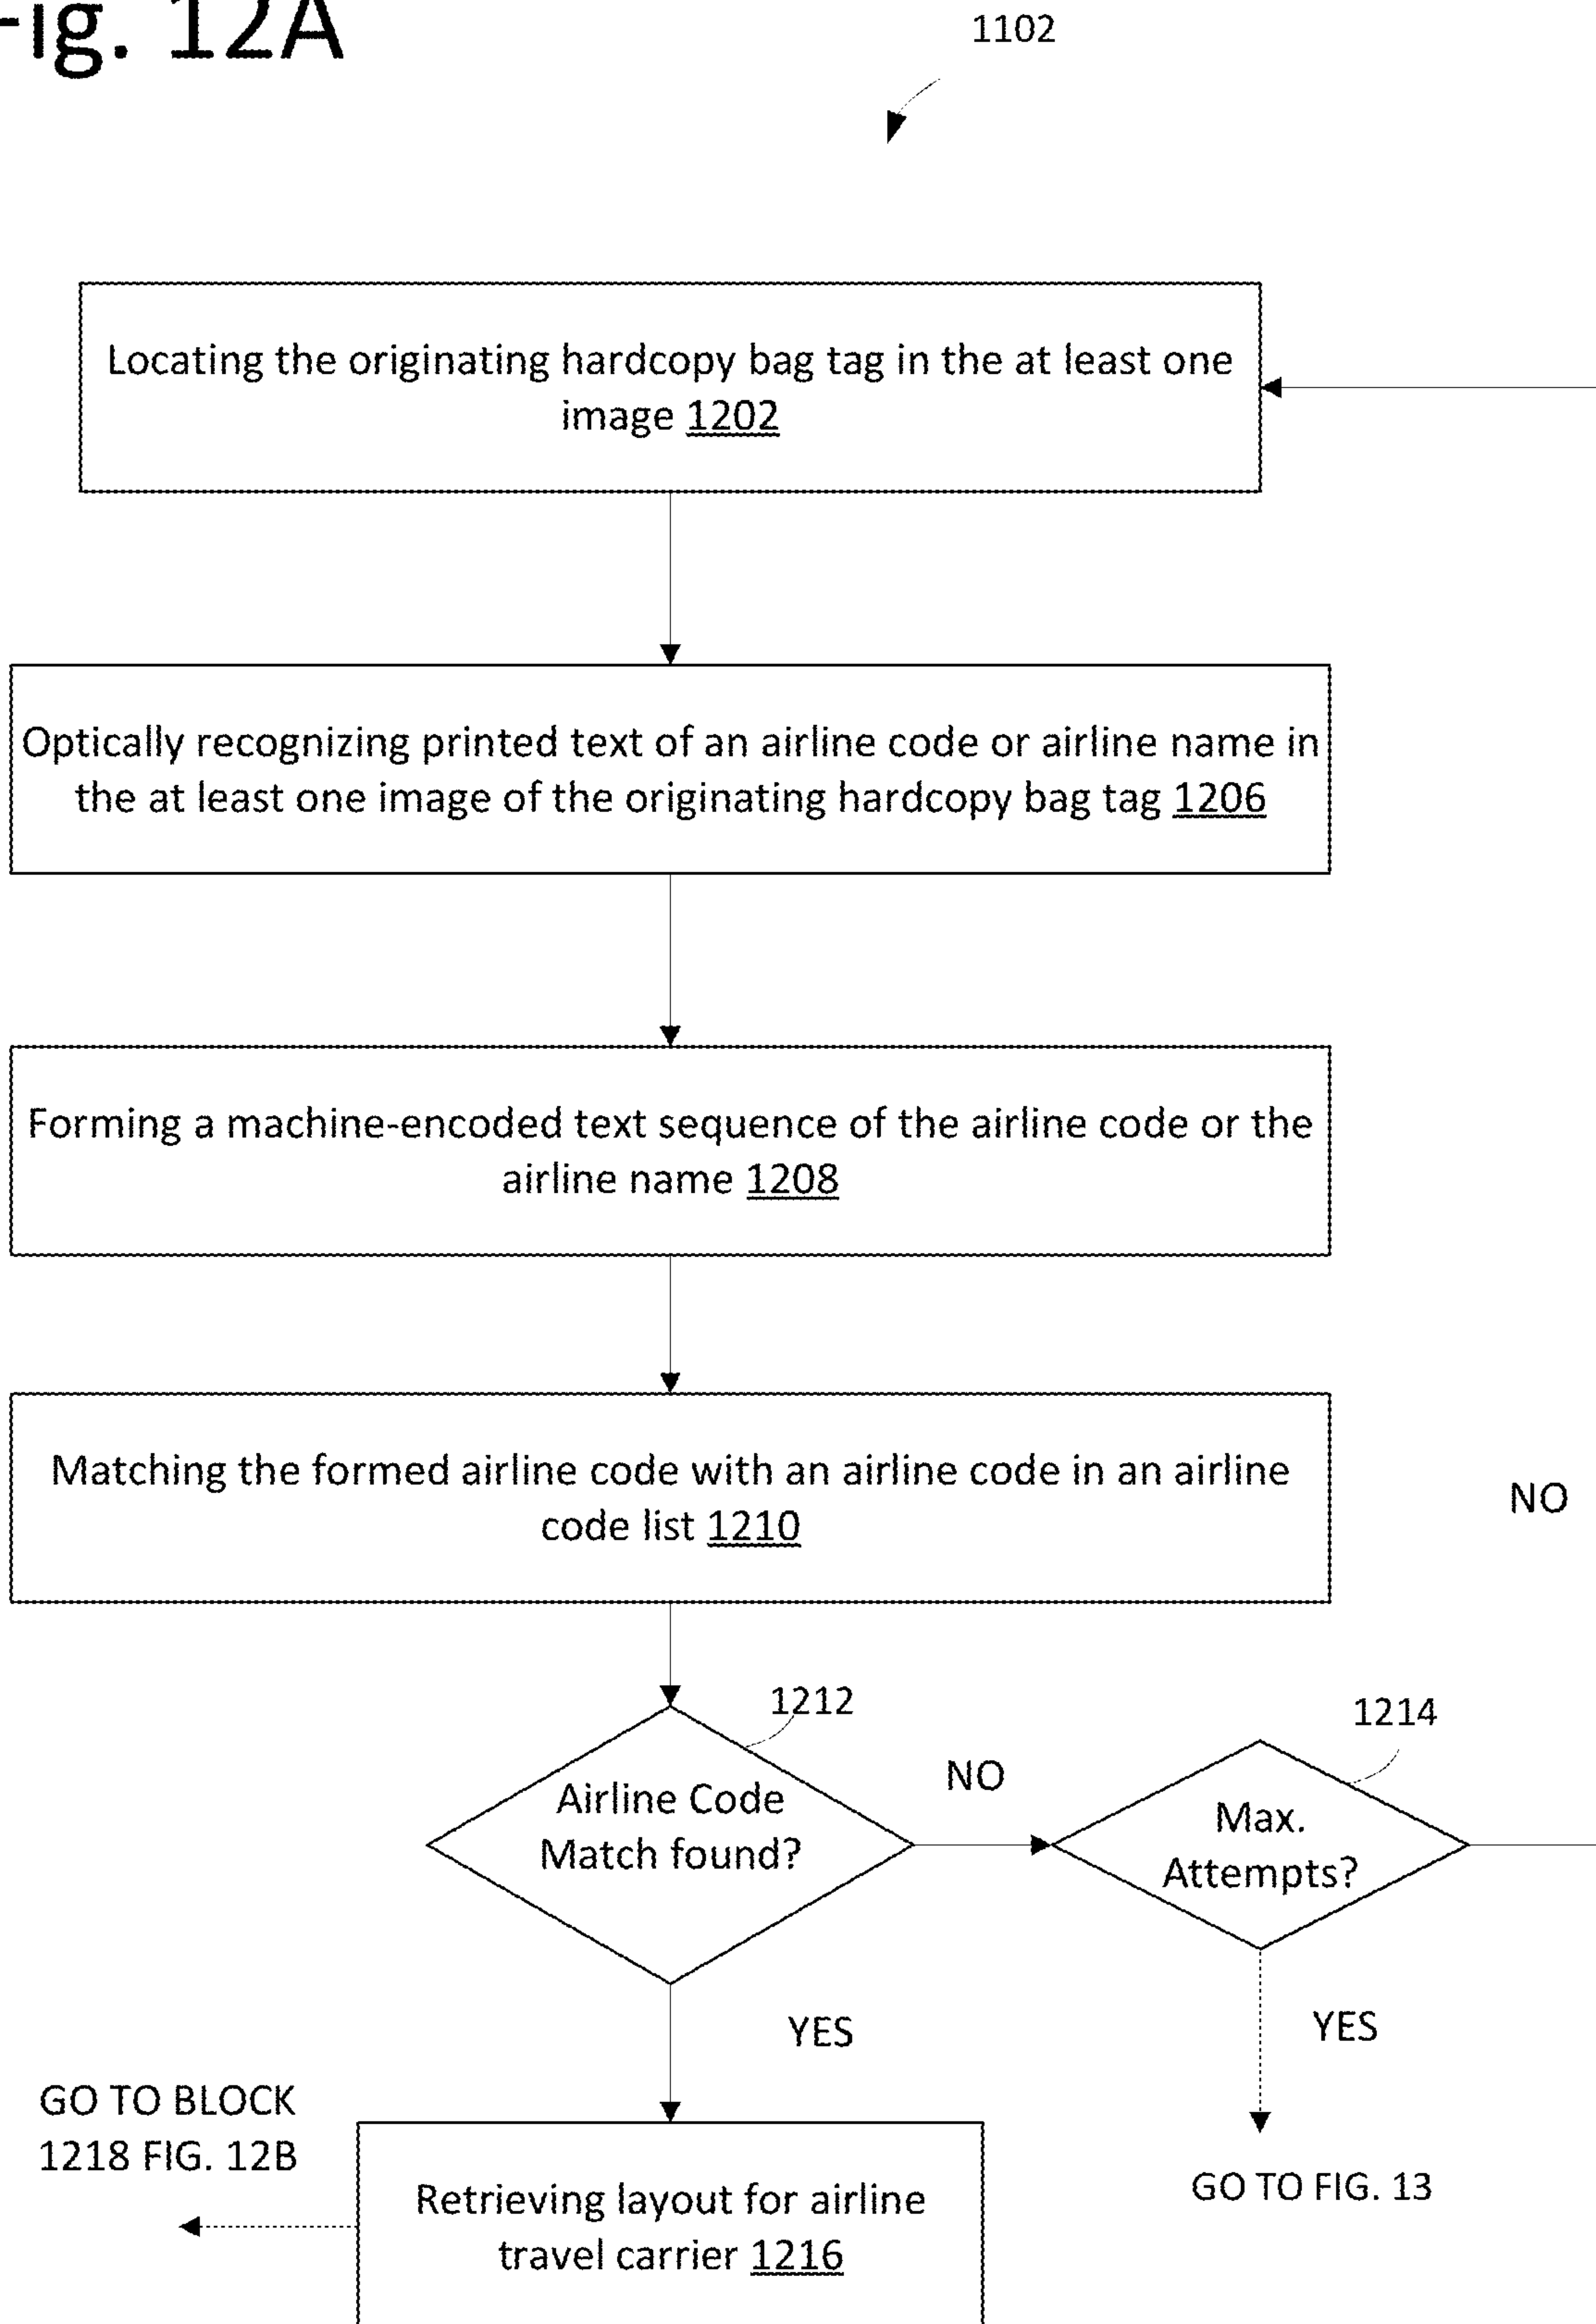 Fig. 12A
1102
Locating the originating hardcopy bag tag in the at least one
image 1202
Optically recognizing printed text of an airline code or airline name in
the at least one image of the originating hardcopy bag tag 1206
Forming a machine-encoded text sequence of the airline code or the
airline name 1208
Matching the formed airline code with an airline code in an airline
code list 1210
NO
1212
1214
Airline Code
Match found?
NO
Max.
Attempts?
YES
YES
GO TO BLOCK
1218 FIG. 12B
GO TO FIG. 13
Retrieving layout for airline
travel carrier 1216